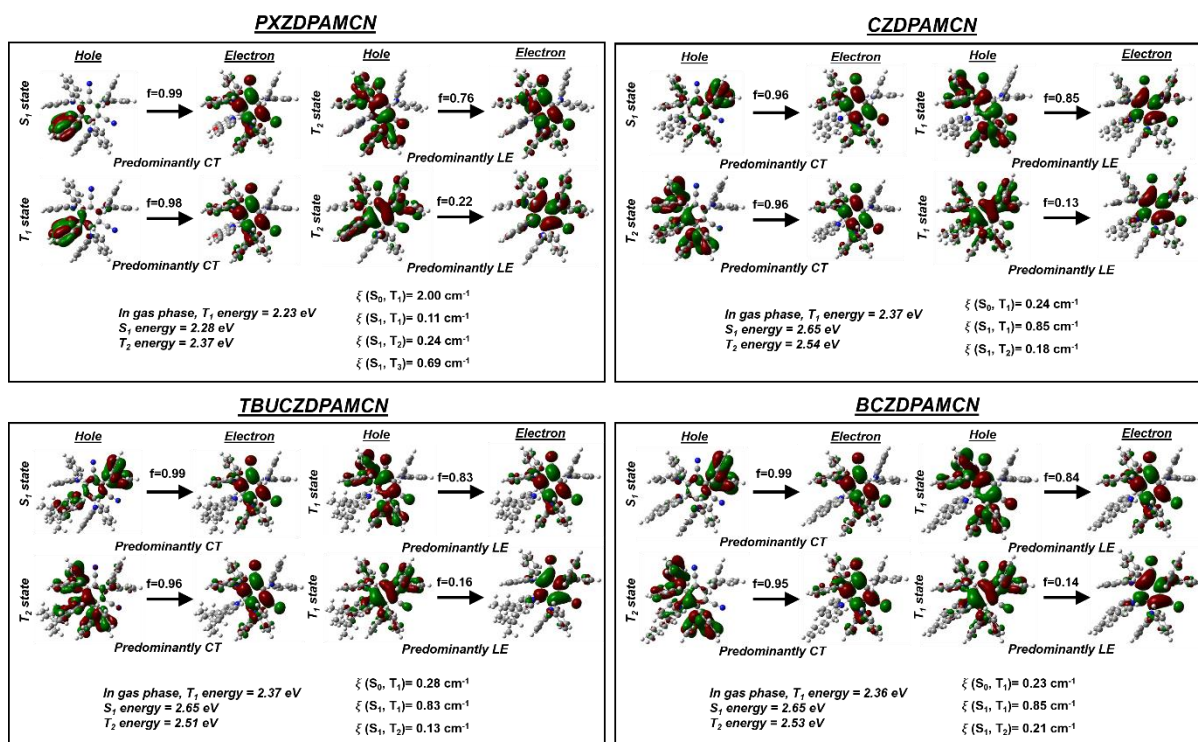 PXZDPAMCN
Hole Electron Hole Electron
S1 state
f=0.99
T2 state
f=0.76
Predominantly CT
Predominantly LE
T1 state
f=0.98
T2 state
f=0.22
Predominantly CT
Predominantly LE
In gas phase, T1 energy = 2.23 eV
S1 energy = 2.28 eV
T2 energy = 2.37 eV
ξ (S0, T1)= 2.00 cm-1
ξ (S1, T1)= 0.11 cm-1
ξ (S1, T2)= 0.24 cm-1
ξ (S1, T3)= 0.69 cm-1
CZDPAMCN
Hole Electron Hole Electron
S1 state
f=0.96
T1 state
f=0.85
Predominantly CT
Predominantly LE
T2 state
f=0.96
T1 state
f=0.13
Predominantly CT
Predominantly LE
In gas phase, T1 energy = 2.37 eV
S1 energy = 2.65 eV
T2 energy = 2.54 eV
ξ (S0, T1)= 0.24 cm-1
ξ (S1, T1)= 0.85 cm-1
ξ (S1, T2)= 0.18 cm-1
TBUCZDPAMCN
Hole Electron Hole Electron
S1 state
f=0.99
T1 state
f=0.83
Predominantly CT
Predominantly LE
T2 state
f=0.96
T1 state
f=0.16
Predominantly CT
Predominantly LE
In gas phase, T1 energy = 2.37 eV
S1 energy = 2.65 eV
T2 energy = 2.51 eV
ξ (S0, T1)= 0.28 cm-1
ξ (S1, T1)= 0.83 cm-1
ξ (S1, T2)= 0.13 cm-1
BCZDPAMCN
Hole Electron Hole Electron
S1 state
f=0.99
T1 state
f=0.84
Predominantly CT
Predominantly LE
T2 state
f=0.95
T1 state
f=0.14
Predominantly CT
Predominantly LE
In gas phase, T1 energy = 2.36 eV
S1 energy = 2.65 eV
T2 energy = 2.53 eV
ξ (S0, T1)= 0.23 cm-1
ξ (S1, T1)= 0.85 cm-1
ξ (S1, T2)= 0.21 cm-1